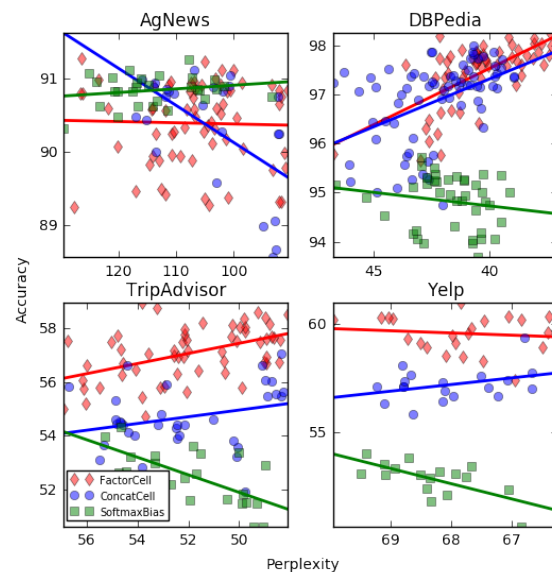 AgNews
DBPedia
91
90
89
120
110
100
98
97
96
95
94
45
40
Accuracy
TripAdvisor
Yelp
58
56
54
52
56
54
52
50
FactorCell
ConcatCell
SoftmaxBias
60
55
69
68
67
Perplexity